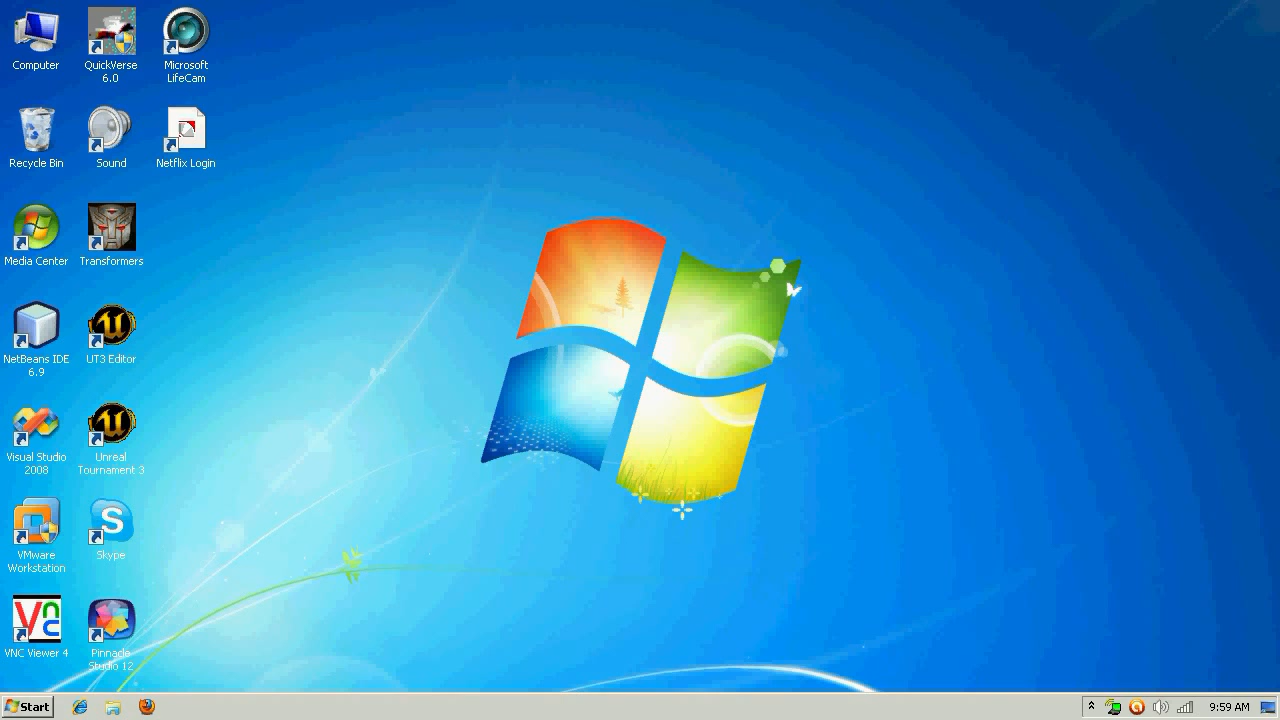 Computer
QuickVerse
6.0
Microsoft
LifeCam
Recycle Bin
Sound
Netflix Login
Media Center
Transformers
NetBeans IDE
6.9
UT3 Editor
Visual Studio
2008
Unreal
Tournament 3
VMware
Workstation
Skype
VNC Viewer 4
Pinnacle
Studio 12
Start
9:59 AM